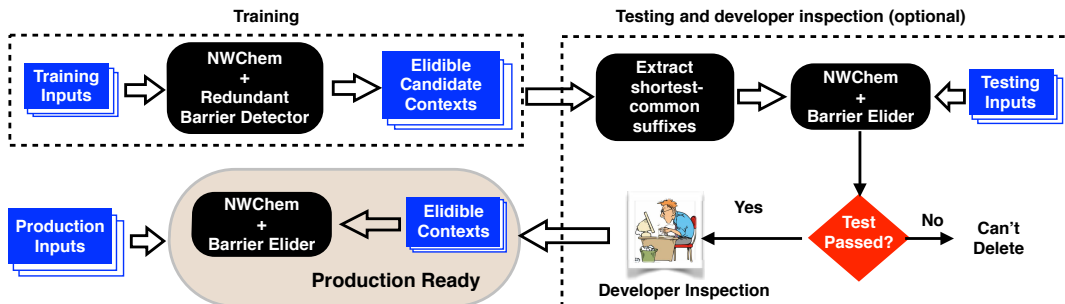 Training
Testing and developer inspection (optional)
Training
Inputs
NWChem
+
Redundant
Barrier Detector
Elidible
Candidate
Contexts
Extract
shortest-
common
suffixes
NWChem
+
Barrier Elider
Testing
Inputs
Production
Inputs
NWChem
+
Barrier Elider
Elidible
Contexts
Production Ready
Developer Inspection
Yes
Test
Passed?
No
Can't
Delete